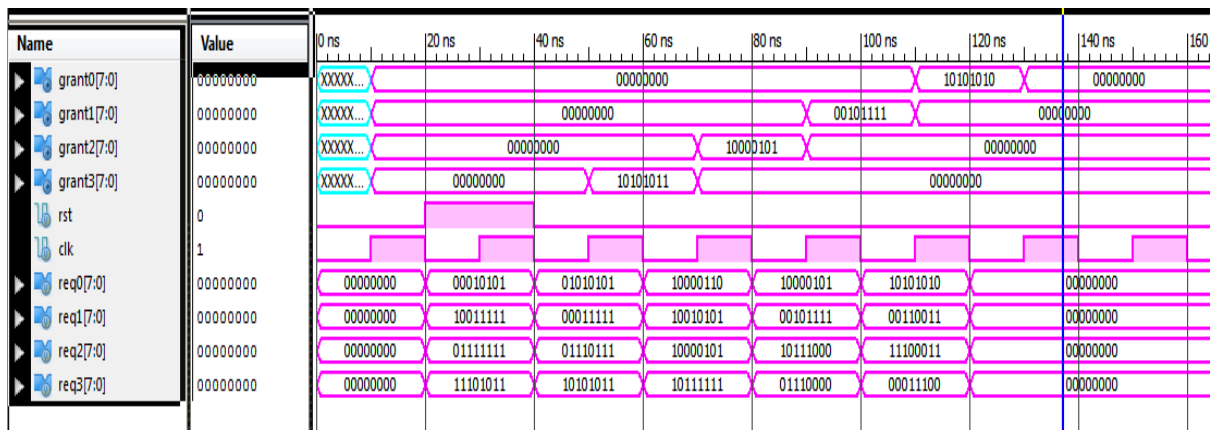 Name Value 0 ns 20 ns 40 ns 60 ns 80 ns 100 ns 120 ns 140 ns 160
grant0[7:0] 00000000 XXXXX... 00000000 10101010 00000000
grant1[7:0] 00000000 XXXXX... 00000000 00101111 00000000
grant2[7:0] 00000000 XXXXX... 00000000 10000101 00000000
grant3[7:0] 00000000 XXXXX... 00000000 10101011 00000000
rst 0
clk 1
req0[7:0] 00000000 00000000 00010101 01010101 10000110 10000101 10101010 00000000
req1[7:0] 00000000 00000000 10011111 00011111 10010101 00101111 00110011 00000000
req2[7:0] 00000000 00000000 01111111 01110111 10000101 10111000 11100011 00000000
req3[7:0] 00000000 00000000 11101011 10101011 10111111 01110000 00011100 00000000